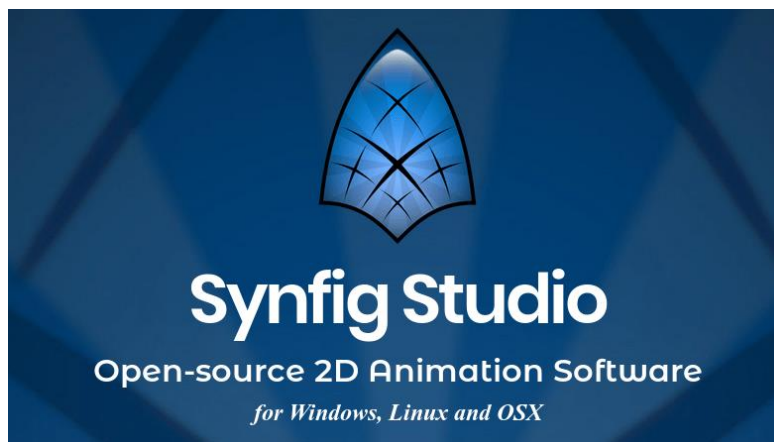 Synfig Studio
Open-source 2D Animation Software
for Windows, Linux and OSX